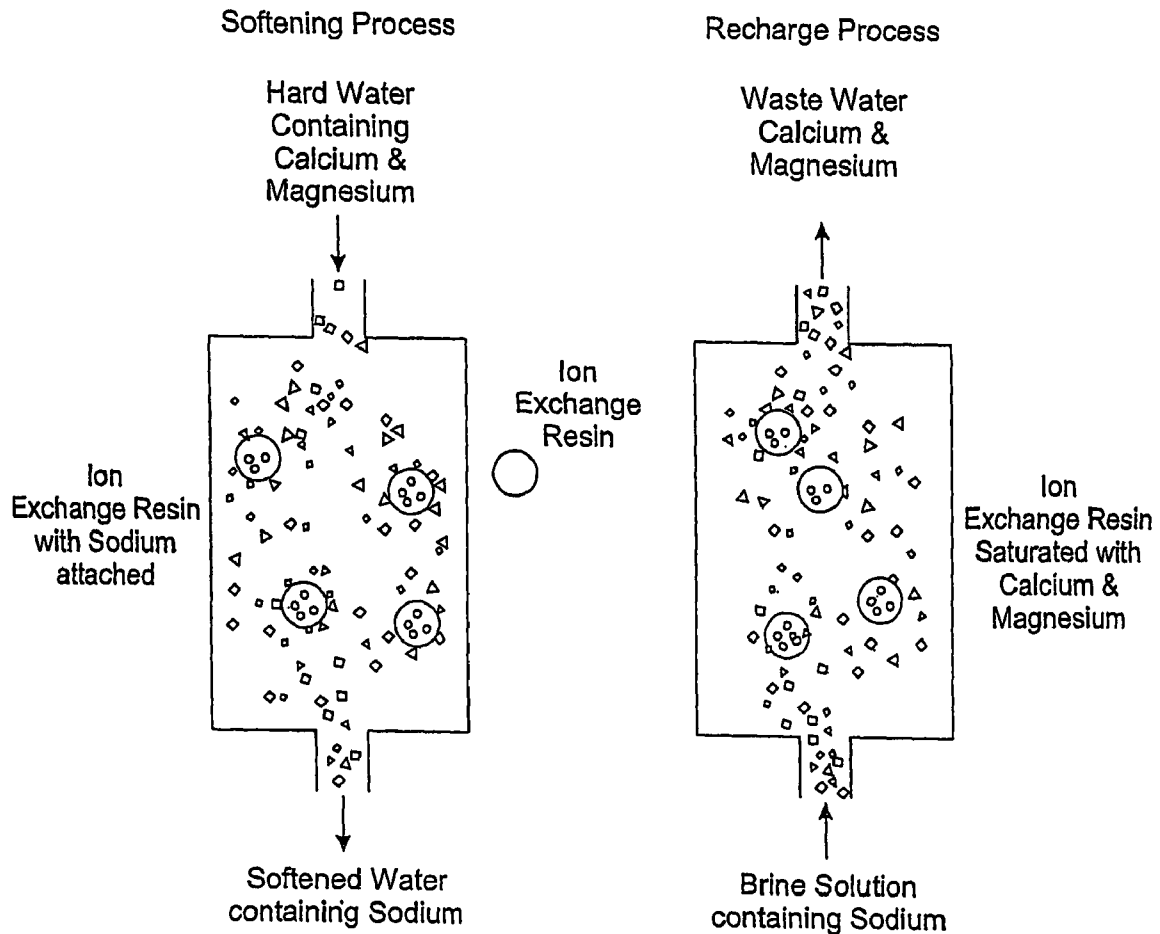 Softening Process
Hard Water
Containing
Calcium &
Magnesium
Ion
Exchange Resin
with Sodium
attached
Softened Water
containing Sodium
Ion
Exchange
Resin
Recharge Process
Waste Water
Calcium &
Magnesium
Ion
Exchange Resin
Saturated with
Calcium &
Magnesium
Brine Solution
containing Sodium